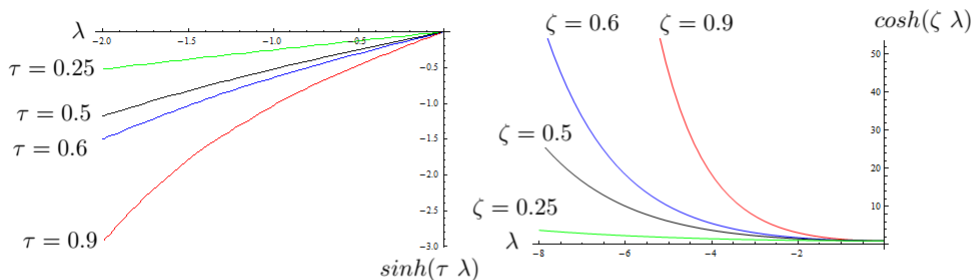 λ
-2.0 -1.5 -1.0 -0.5
τ = 0.25
τ = 0.5
τ = 0.6
τ = 0.9
-0.5
-1.0
-1.5
-2.0
-2.5
-3.0
sinh(τ λ)
ζ = 0.6
ζ = 0.9
cosh(ζ λ)
50
40
30
20
10
ζ = 0.5
ζ = 0.25
λ
-8 -6 -4 -2